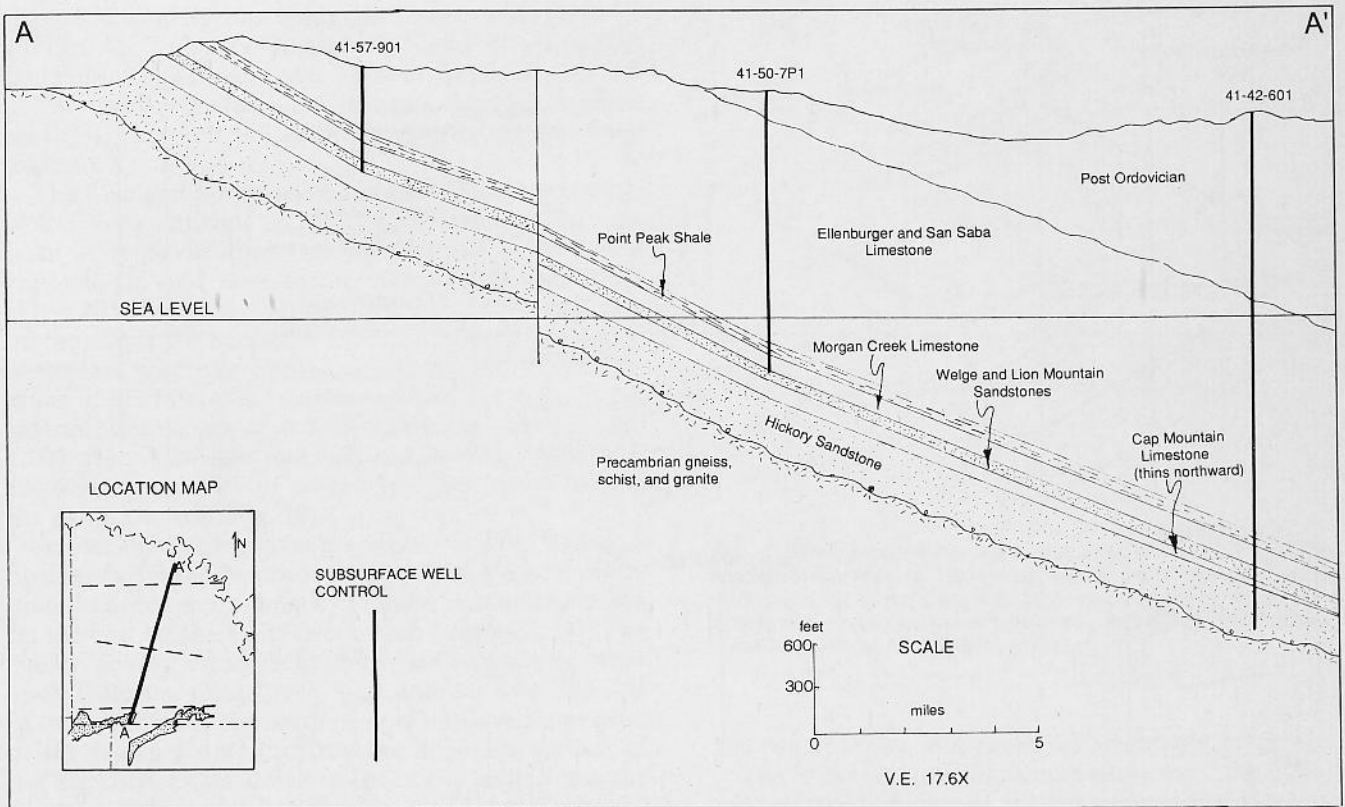 A
A'
41-57-901
41-50-7P1
41-42-601
Post Ordovician
Ellenburger and San Saba
Limestone
Point Peak Shale
SEA LEVEL
Morgan Creek Limestone
Welge and Lion Mountain
Sandstones
Cap Mountain
Limestone
(thins northward)
Hickory Sandstone
Precambrian gneiss,
schist, and granite
LOCATION MAP
N
A'
A
SUBSURFACE WELL
CONTROL
feet
600
300
SCALE
miles
0
5
V.E. 17.6X